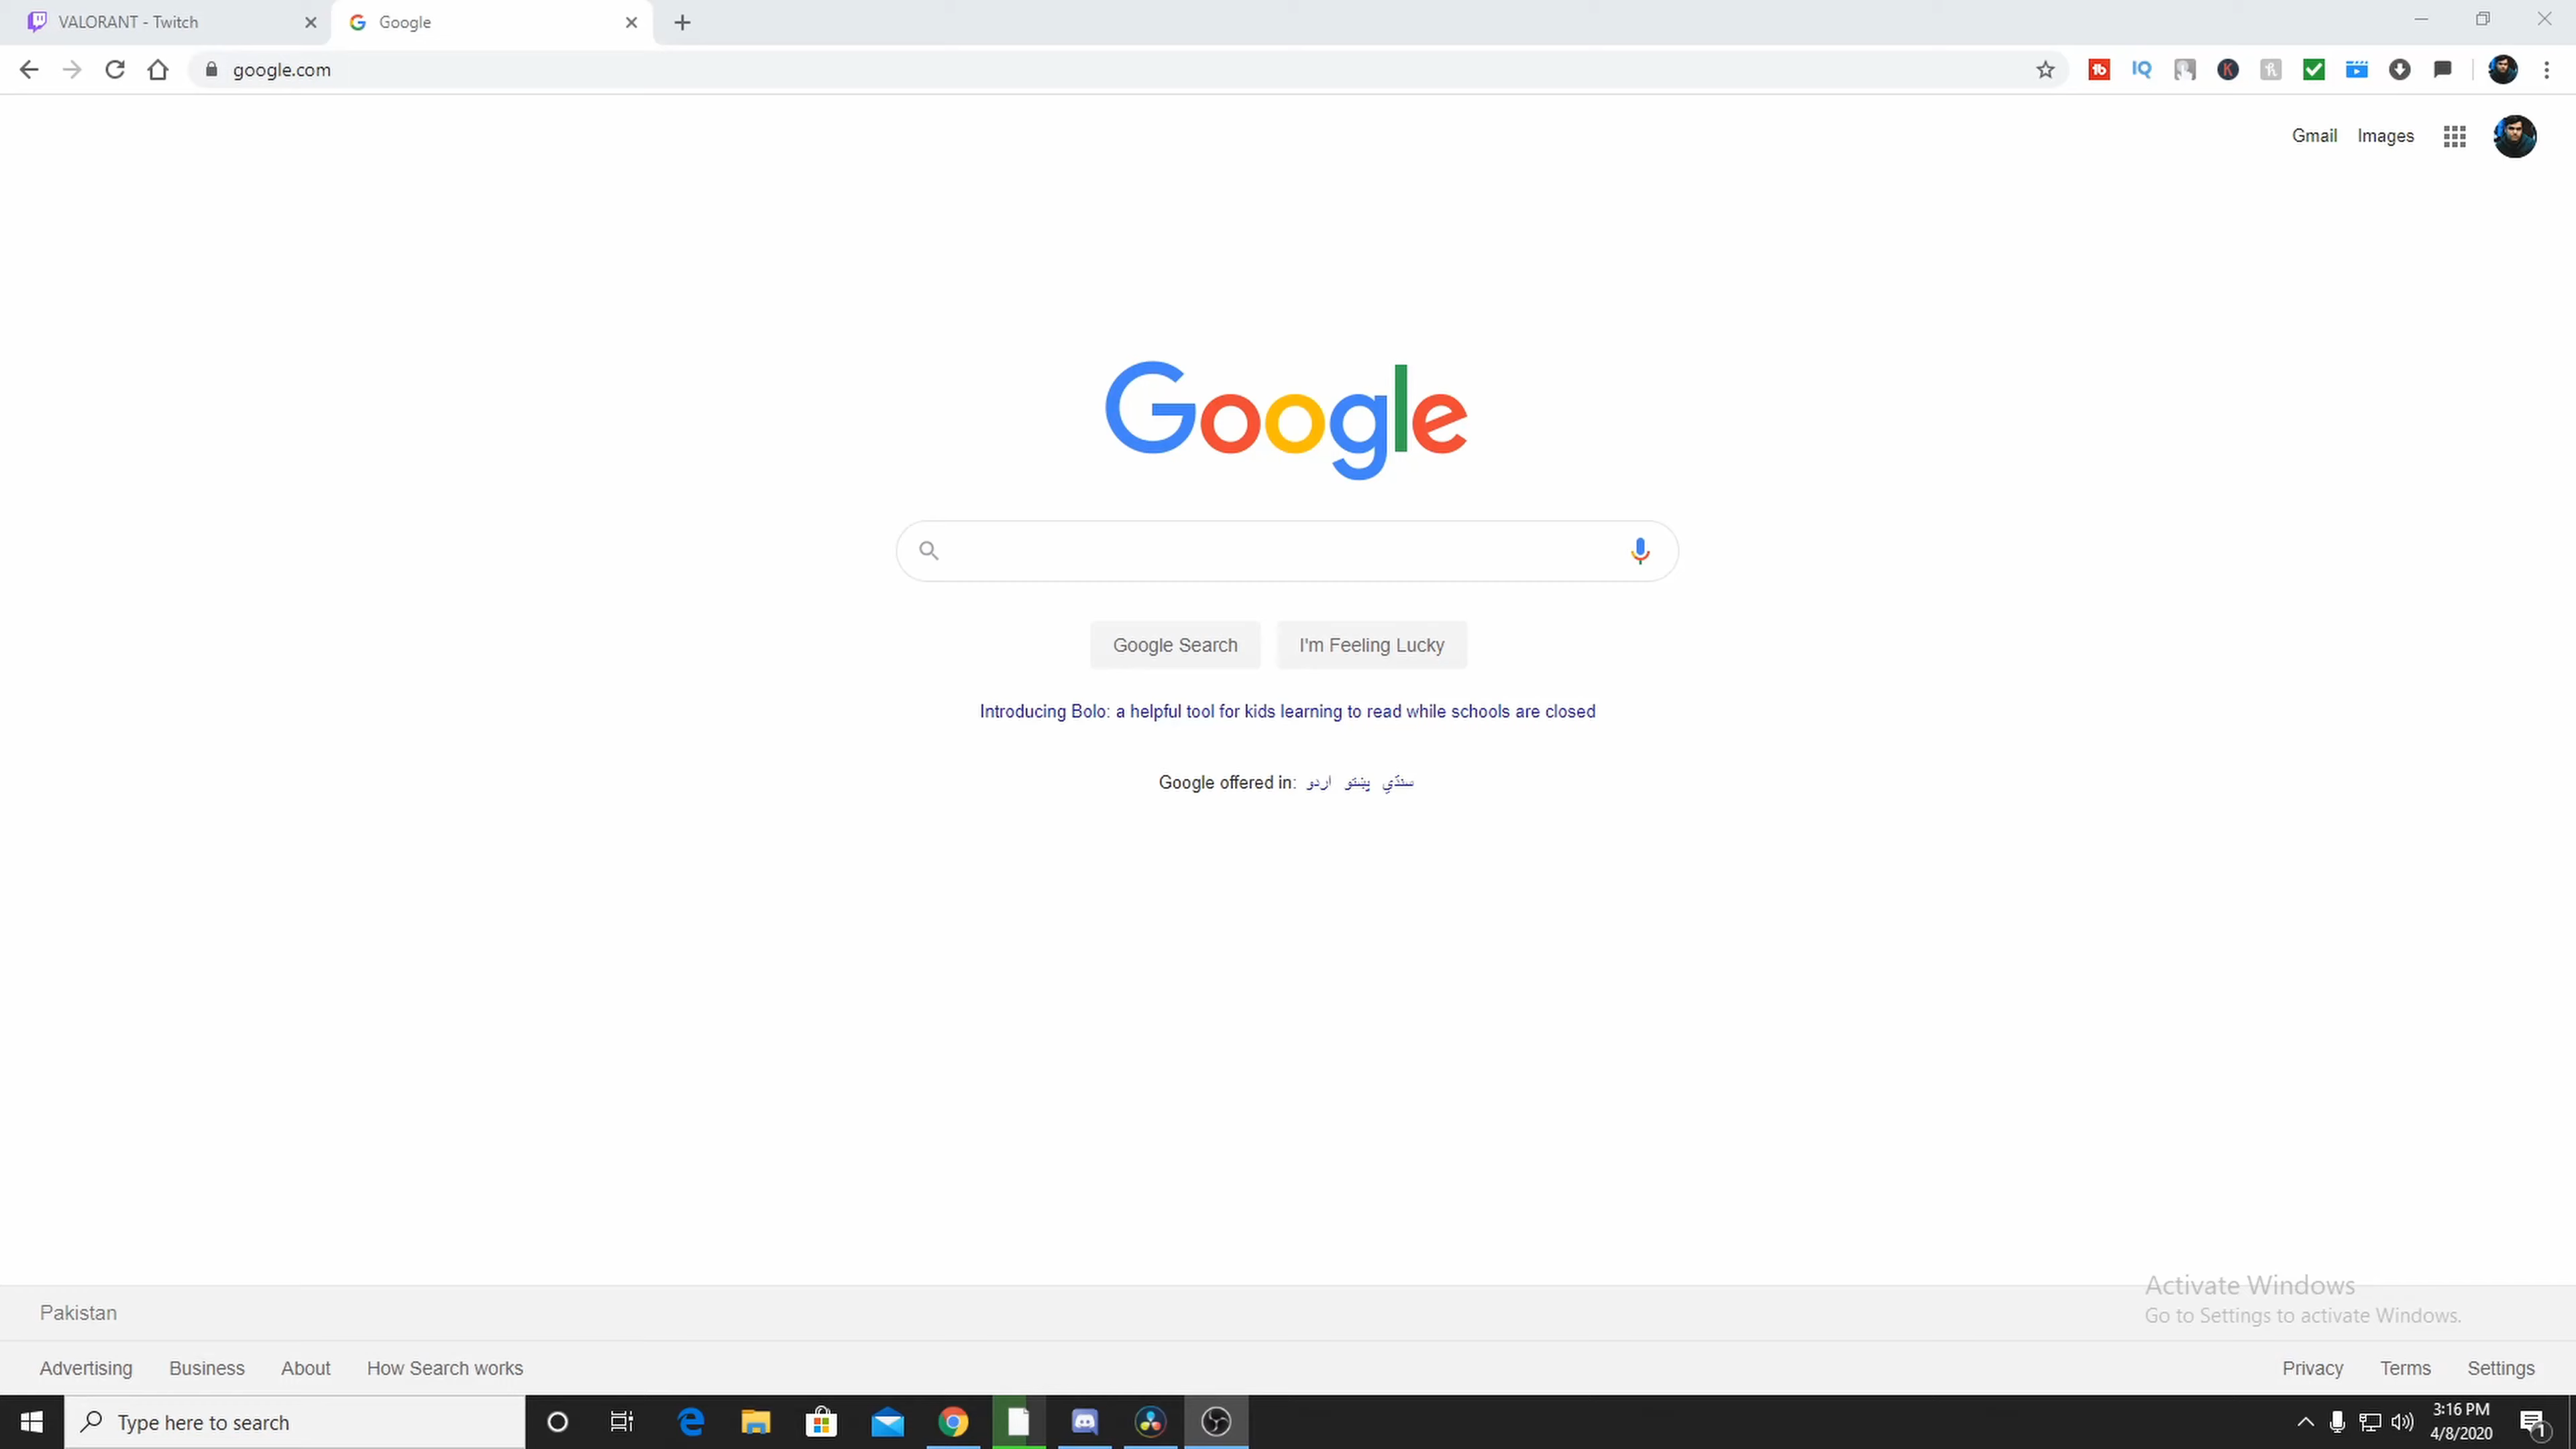 VALORANT - Twitch
Google
google.com
Gmail Images
Google
Google Search
I'm Feeling Lucky
Introducing Bolo: a helpful tool for kids learning to read while schools are closed
Google offered in: اردو پښتو سنڌي
Activate Windows
Go to Settings to activate Windows.
Pakistan
Advertising Business About How Search works
Privacy Terms Settings
Type here to search
3:16 PM
4/8/2020
1